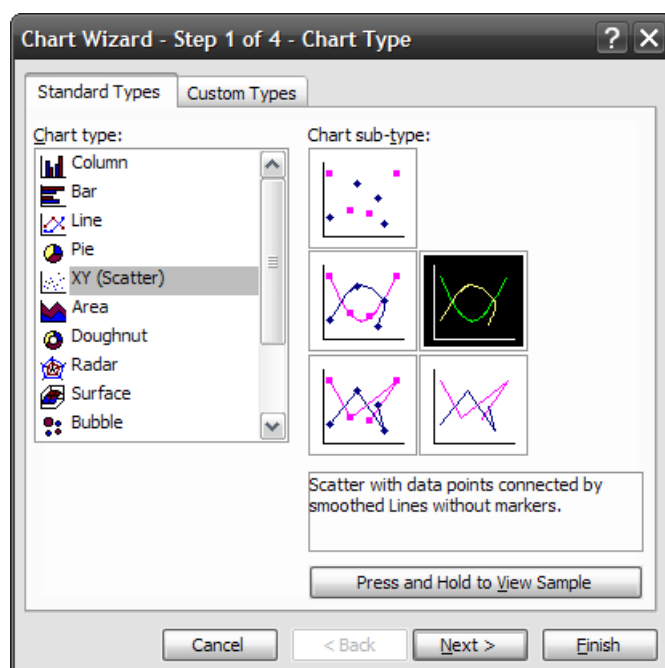 Chart Wizard - Step 1 of 4 - Chart Type
?
Standard Types
Custom Types
Chart type:
Column
Bar
Line
Pie
XY (Scatter)
Area
Doughnut
Radar
Surface
Bubble
Chart sub-type:
Scatter with data points connected by
smoothed Lines without markers.
Press and Hold to View Sample
Cancel
< Back
Next >
Finish